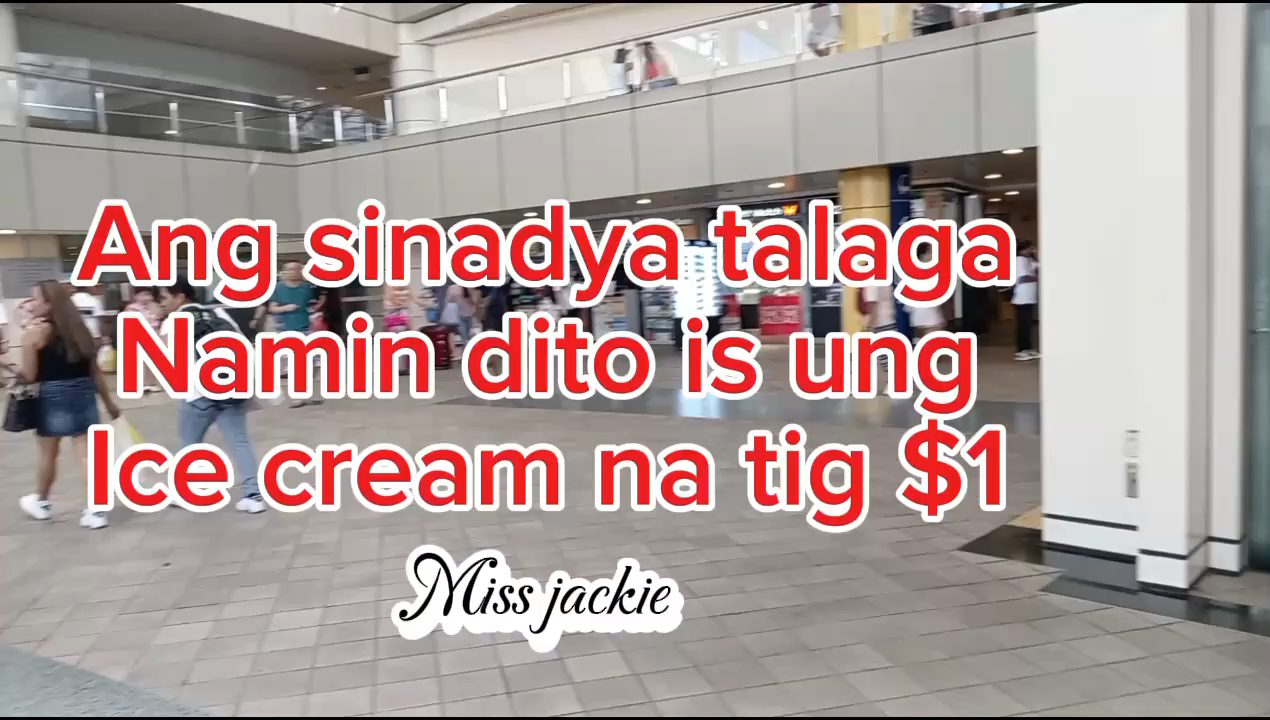 Ang sinadya talaga
Namin dito is ung
Ice cream na tig $1
Miss jackie